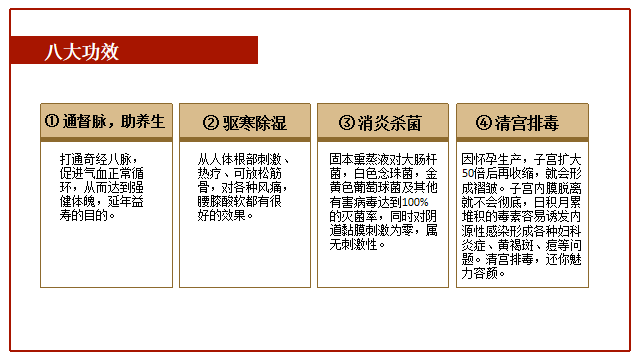 八大功效
① 通督脉，助养生
打通奇经八脉，
促进气血正常循
环，从而达到强
健体魄，延年益
寿的目的。
② 驱寒除湿
从人体根部刺激、
热疗、可放松筋
骨，对各种风痛，
腰膝酸软都有很
好的效果。
③ 消炎杀菌
固本重蒸液对大肠杆
菌，白色念珠菌，金
黄色葡萄球菌及其他
有害病毒达到100%
的灭菌率，同时对阴
道黏膜刺激为零，属
无刺激性。
④ 清宫排毒
因怀孕生产，子宫扩大
50倍后再收缩，就会形
成褶皱。子宫内膜脱离
就不会彻底，日积月累
堆积的毒素容易诱发内
源性感染形成各种妇科
炎症、黄褐斑、痘等问
题。清宫排毒，还你魅
力容颜。